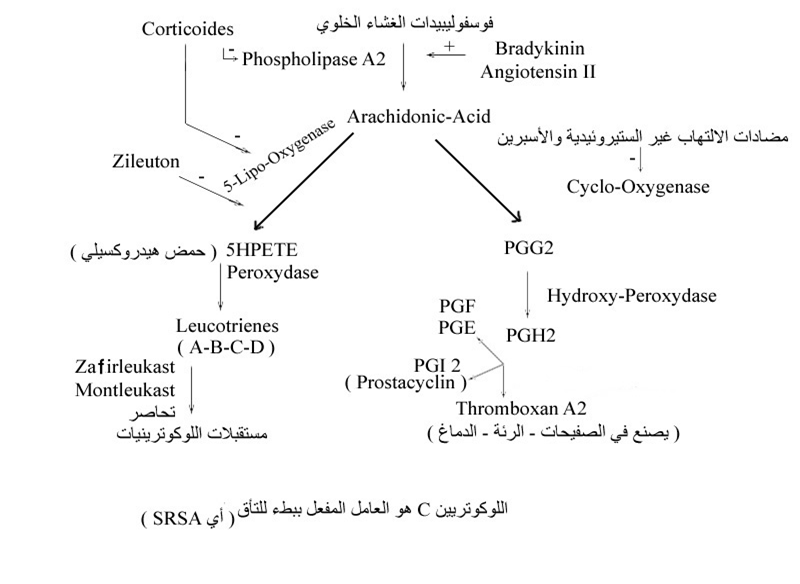 Corticoides
فوسفوليبيدات الغشاء الخلوي
Phospholipase A2
+
Bradykinin
Angiotensin II
Arachidonic-Acid
5-Lipo-Oxygenase
Zileuton
مضادات الالتهاب غير الستيروئيدية والأسبرين
Cyclo-Oxygenase
5HPETE ( حمض هيدروكسيلي )
Peroxydase
PGG2
Hydroxy-Peroxydase
PGF
PGE
PGH2
PGI 2
( Prostacyclin )
Thromboxan A2
( يصنع في الصفيحات - الرئة - الدماغ )
Leucotrienes
( A-B-C-D )
Zafirleukast
Montleukast
تحاصر
مستقبلات اللوكوترينيات
اللوكوتريين C هو العامل المفعل ببطء للتأق ( أي SRSA )